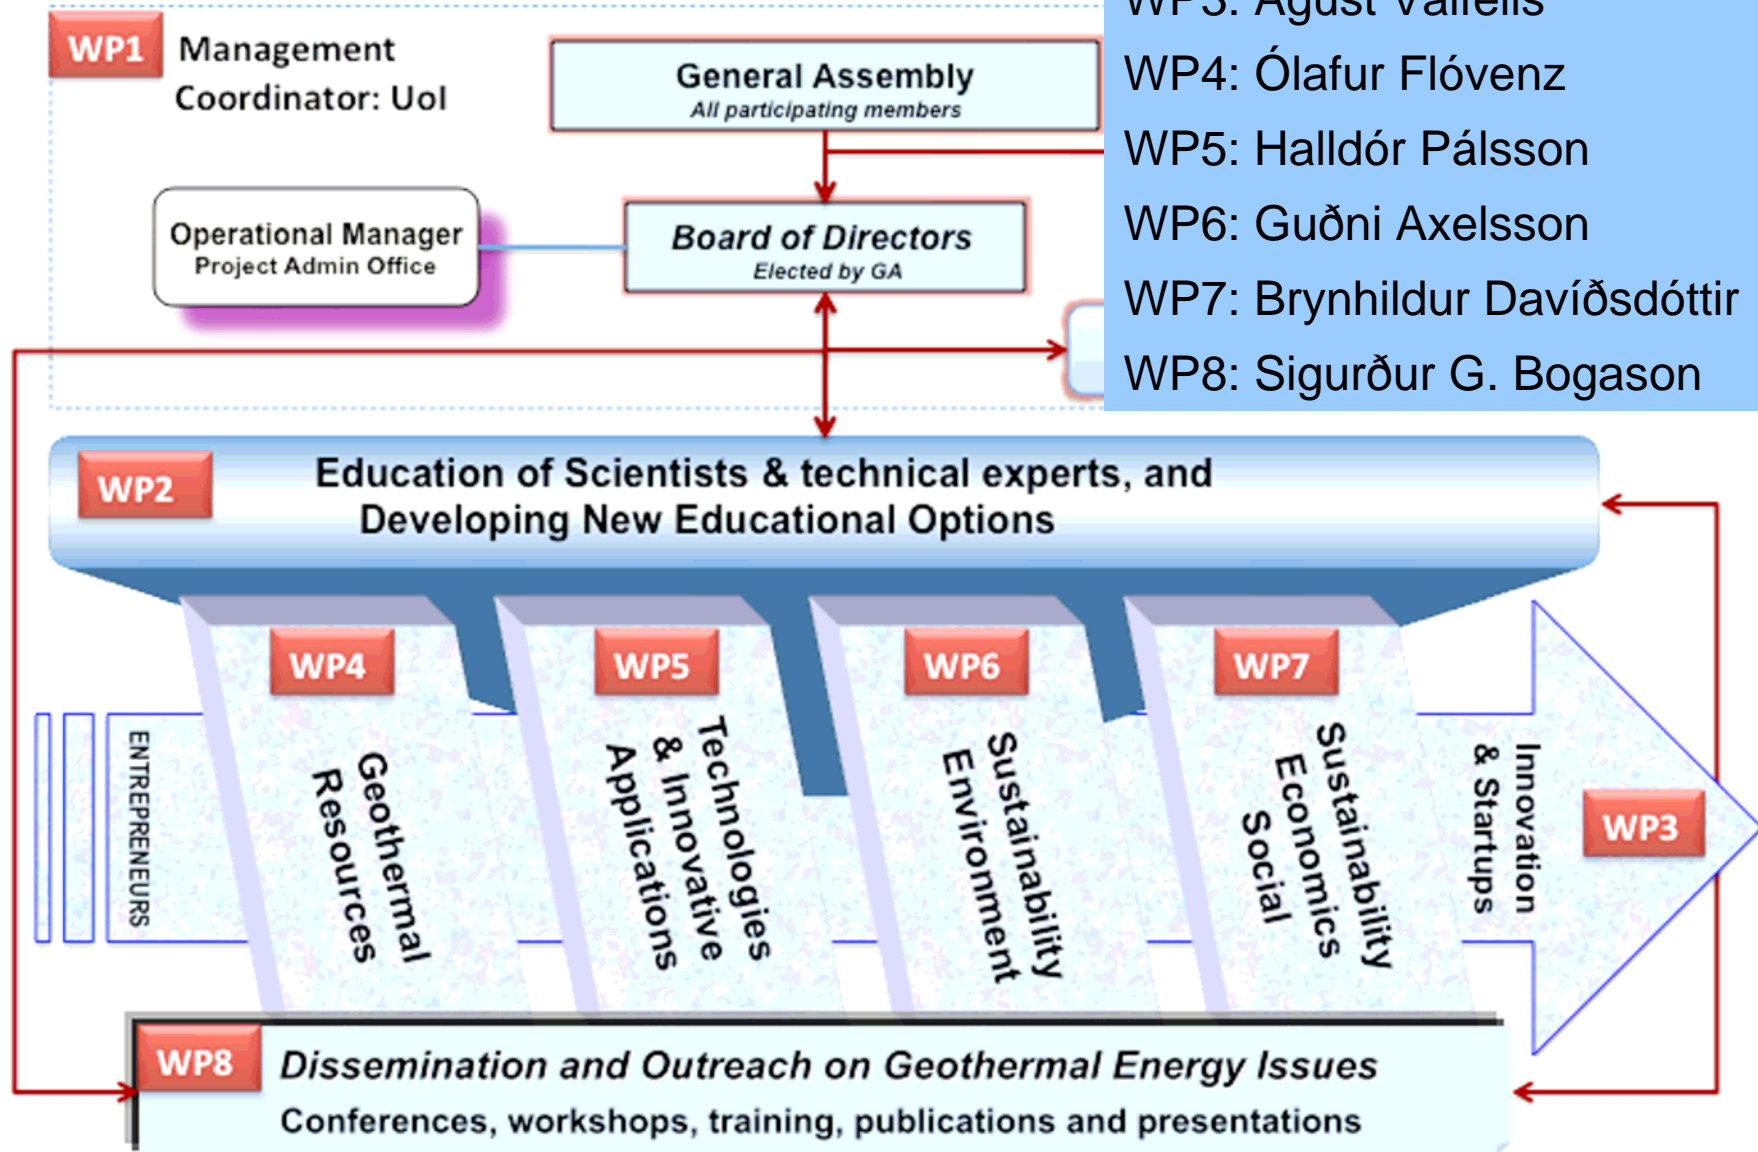 WP1
Management
Coordinator: UoI
General Assembly
All participating members
Operational Manager
Project Admin Office
Board of Directors
Elected by GA
WP3: Ágúst Valfells
WP4: Ólafur Flóvenz
WP5: Halldór Pálsson
WP6: Guðni Axelsson
WP7: Brynhildur Davíðsdóttir
WP8: Sigurður G. Bogason
WP2
Education of Scientists & technical experts, and
Developing New Educational Options
ENTREPRENEURS
WP4
Geothermal
Resources
WP5
Technologies
& Innovative
Applications
WP6
Sustainability
Environment
WP7
Sustainability
Economics
Social
Innovation
& Startups
WP3
WP8
Dissemination and Outreach on Geothermal Energy Issues
Conferences, workshops, training, publications and presentations